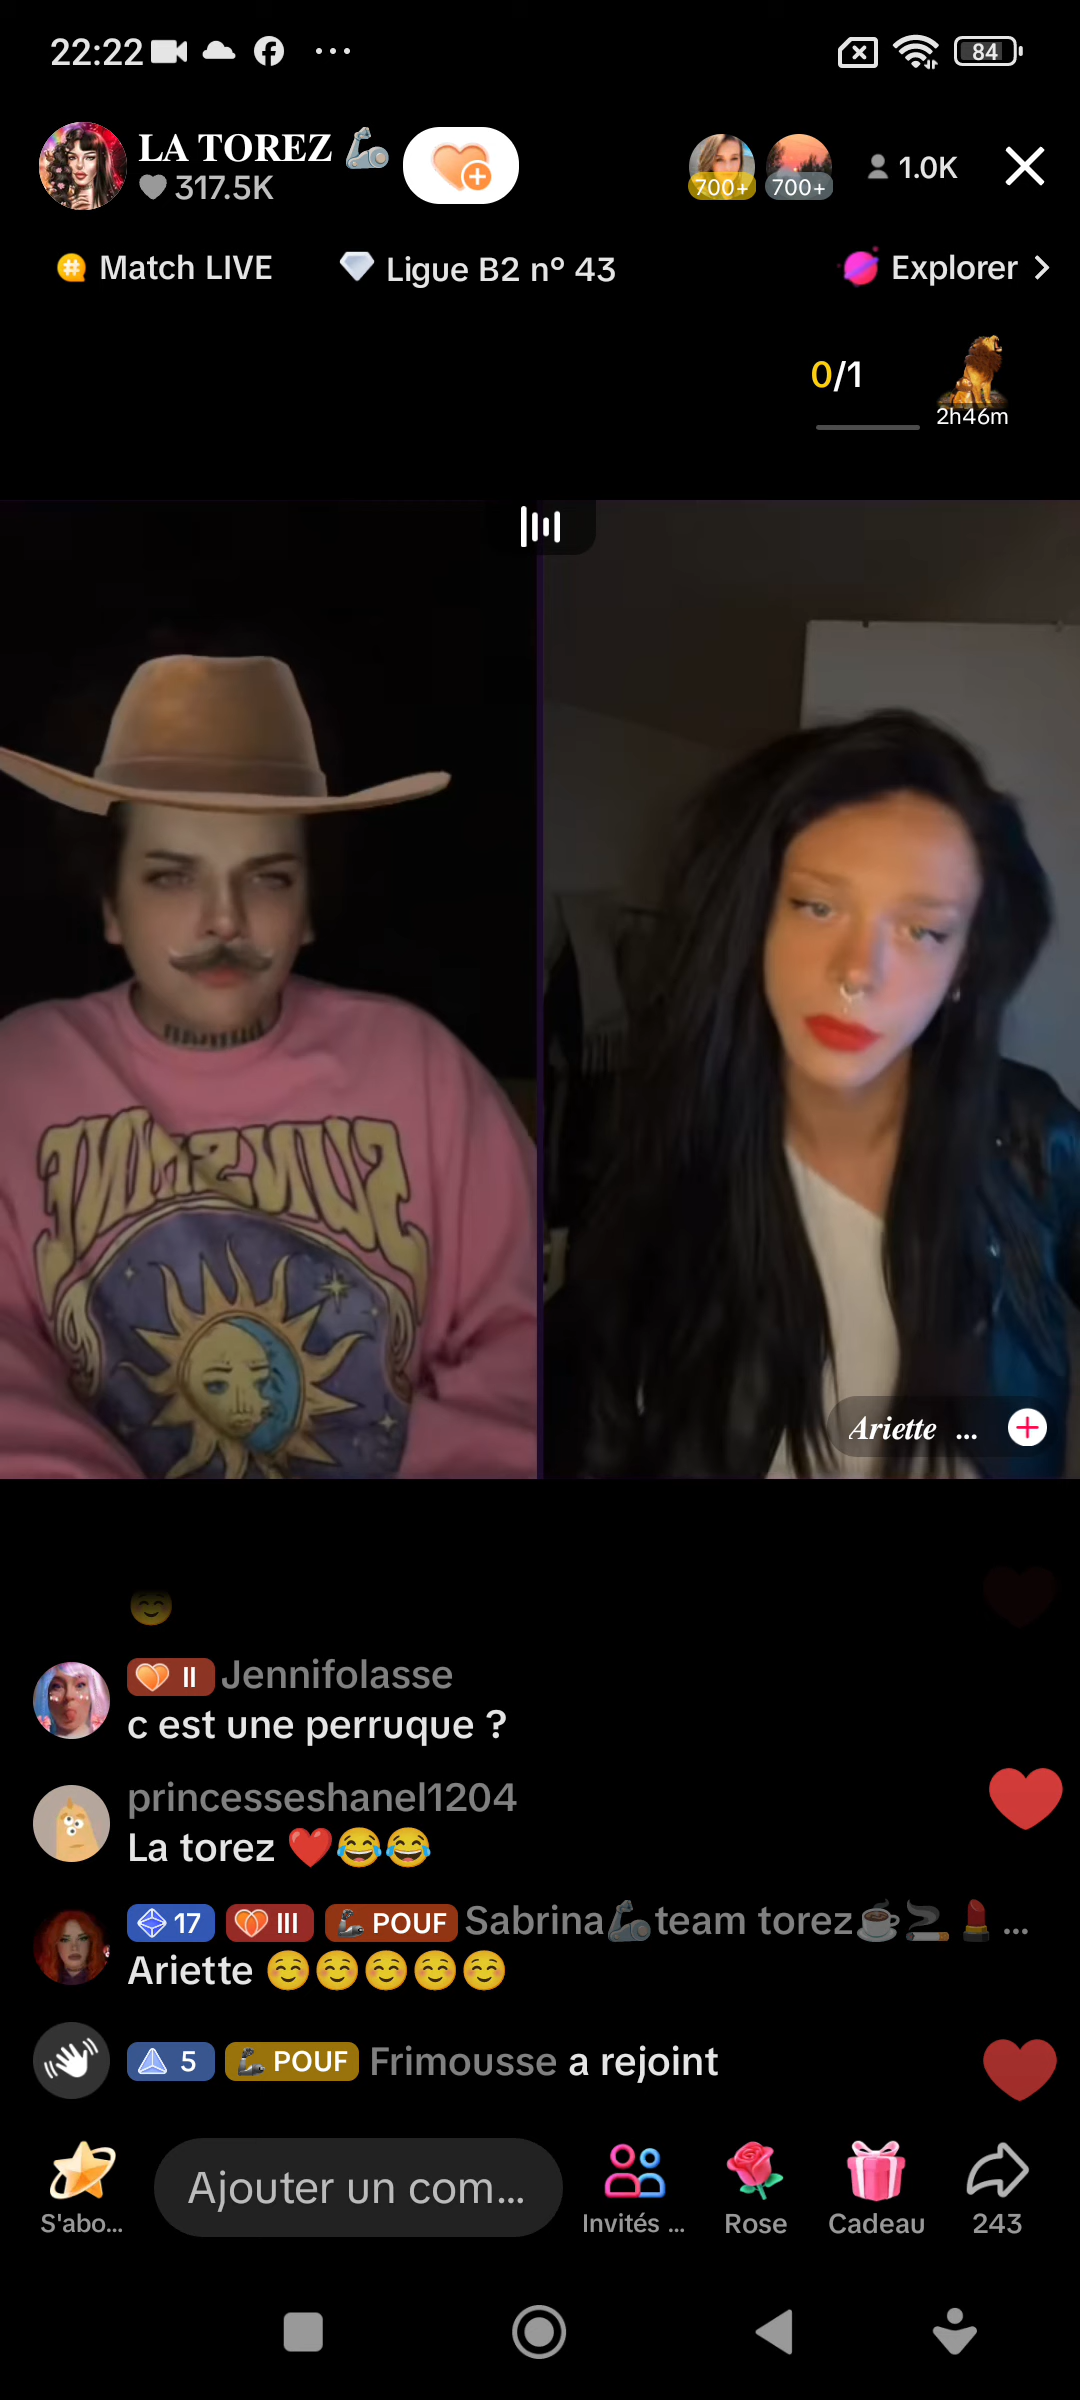 22:22
84
LA TOREZ
317.5K
700+
700+
1.0K
Match LIVE
Ligue B2 nº 43
Explorer
0/1
2h46m
SUNSHINE
Ariette ...
II Jennifolasse
c est une perruque ?
princesseshanel1204
La torez ❤️😂😂
17 III POUF Sabrina🦾team torez☕🚬💄...
Ariette ☺️☺️☺️☺️☺️
5 POUF Frimousse a rejoint
S'abo...
Ajouter un com...
Invités ...
Rose
Cadeau
243